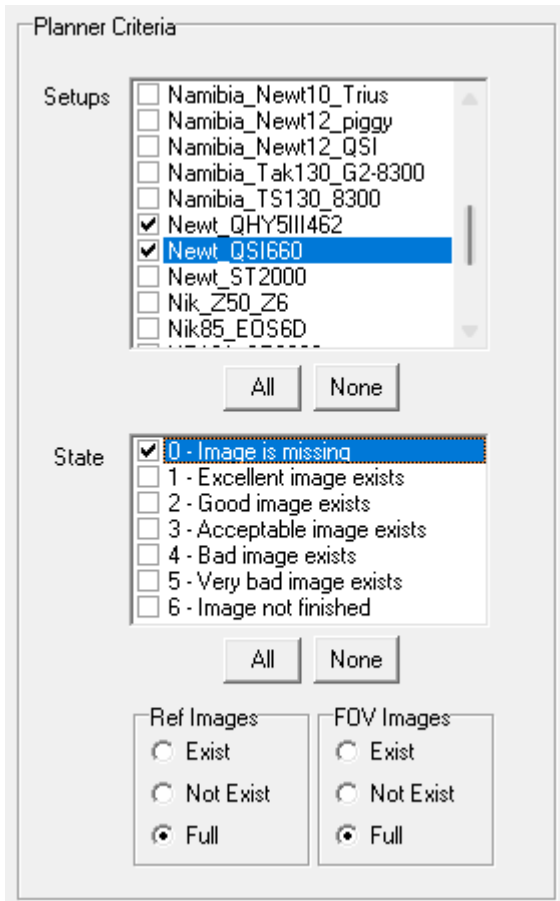 Planner Criteria
Setups
Namibia_Newt10_Trius
Namibia_Newt12_piggy
Namibia_Newt12_QSI
Namibia_Tak130_G2-8300
Namibia_TS130_8300
Newt_QHY5III462
Newt_QSI660
Newt_ST2000
Nik_Z50_Z6
Nik85_EOS6D
All None
State
0 - Image is missing
1 - Excellent image exists
2 - Good image exists
3 - Acceptable image exists
4 - Bad image exists
5 - Very bad image exists
6 - Image not finished
All None
Ref Images
Exist
Not Exist
Full
FOV Images
Exist
Not Exist
Full